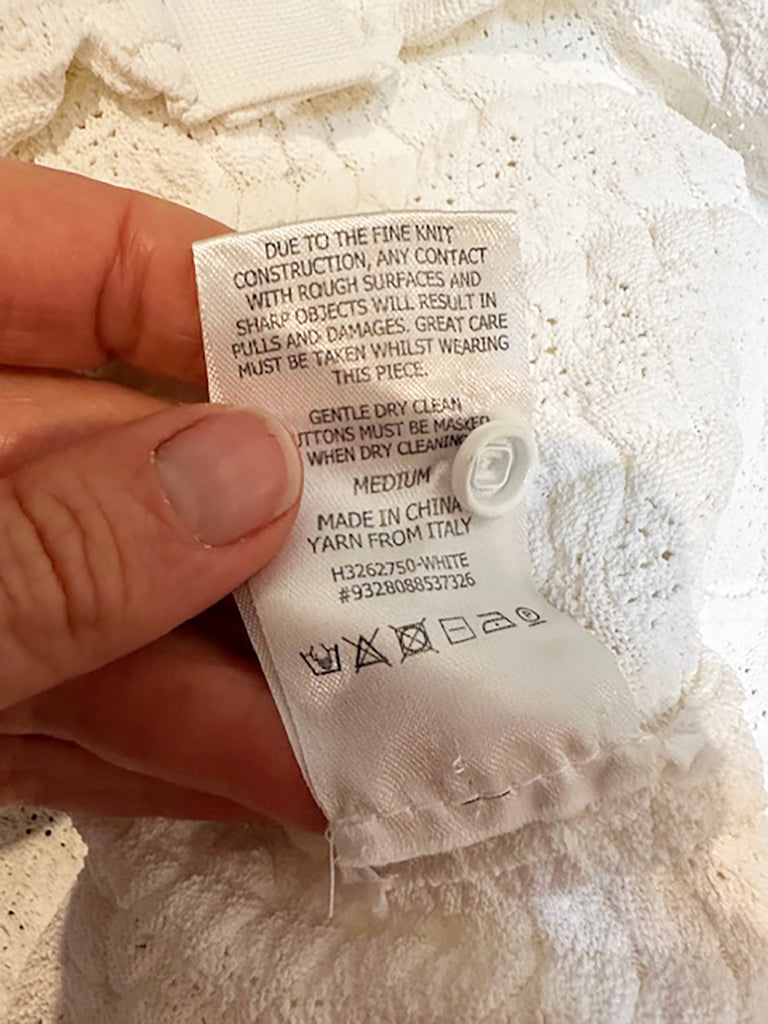 DUE TO THE FINE KNIT
CONSTRUCTION, ANY CONTACT
WITH ROUGH SURFACES AND
SHARP OBJECTS WILL RESULT IN
PULLS AND DAMAGES. GREAT CARE
MUST BE TAKEN WHILST WEARING
THIS PIECE.
GENTLE DRY CLEAN
UTTONS MUST BE MASKED
WHEN DRY CLEANING
MEDIUM
MADE IN CHINA
YARN FROM ITALY
H3262750-WHITE
#9328088537326
P